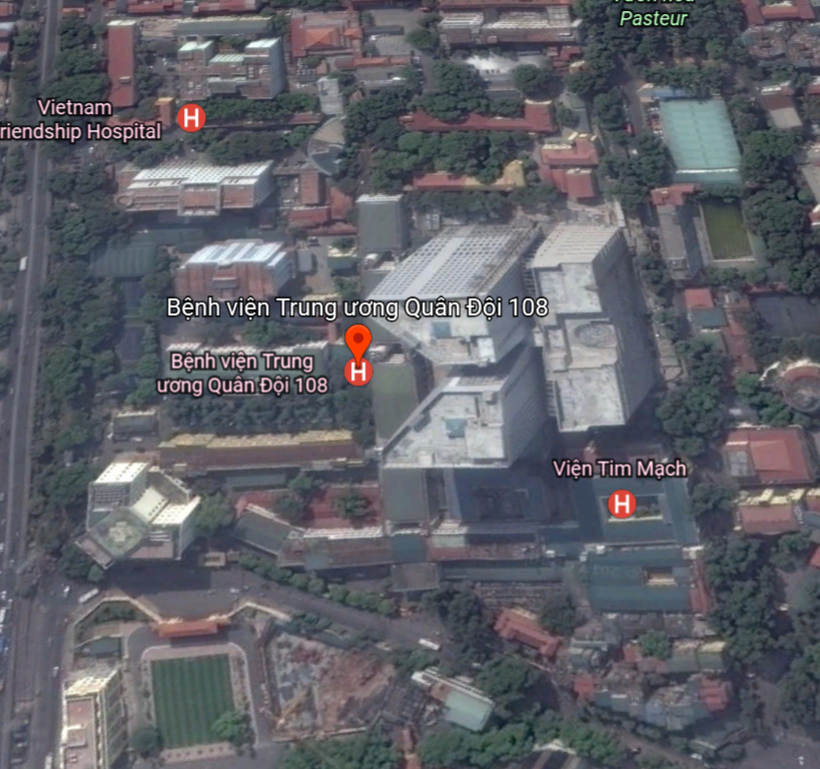 Pasteur
Vietnam
riendship Hospital
H
Bệnh viện Trung ương Quân Đội 108
Bệnh viện Trung
ương Quân Đội 108
H
Viện Tim Mạch
H